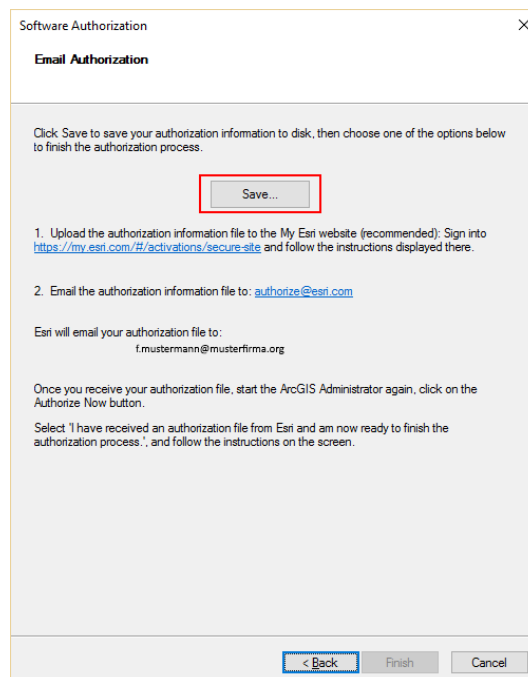 Software Authorization
Email Authorization
Click Save to save your authorization information to disk, then choose one of the options below
to finish the authorization process.
Save...
1. Upload the authorization information file to the My Esri website (recommended): Sign into
https://my.esri.com/#/activations/secure-site and follow the instructions displayed there.
2. Email the authorization information file to: authorize@esri.com
Esri will email your authorization file to:
f.mustermann@musterfirma.org
Once you receive your authorization file, start the ArcGIS Administrator again, click on the
Authorize Now button.
Select 'I have received an authorization file from Esri and am now ready to finish the
authorization process.', and follow the instructions on the screen.
< Back Finish Cancel